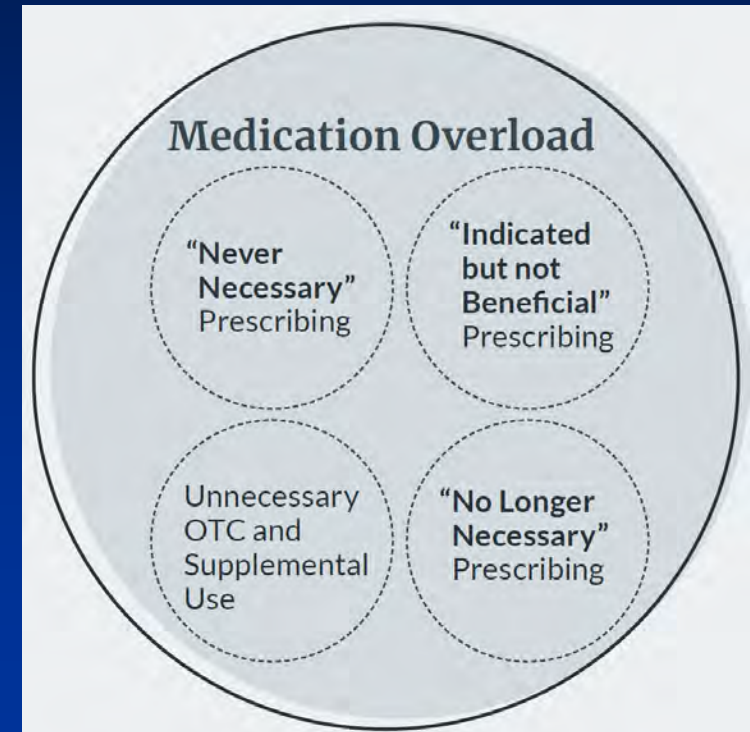 Medication Overload
“Never
Necessary”
Prescribing
“Indicated
but not
Beneficial”
Prescribing
Unnecessary
OTC and
Supplemental
Use
“No Longer
Necessary”
Prescribing